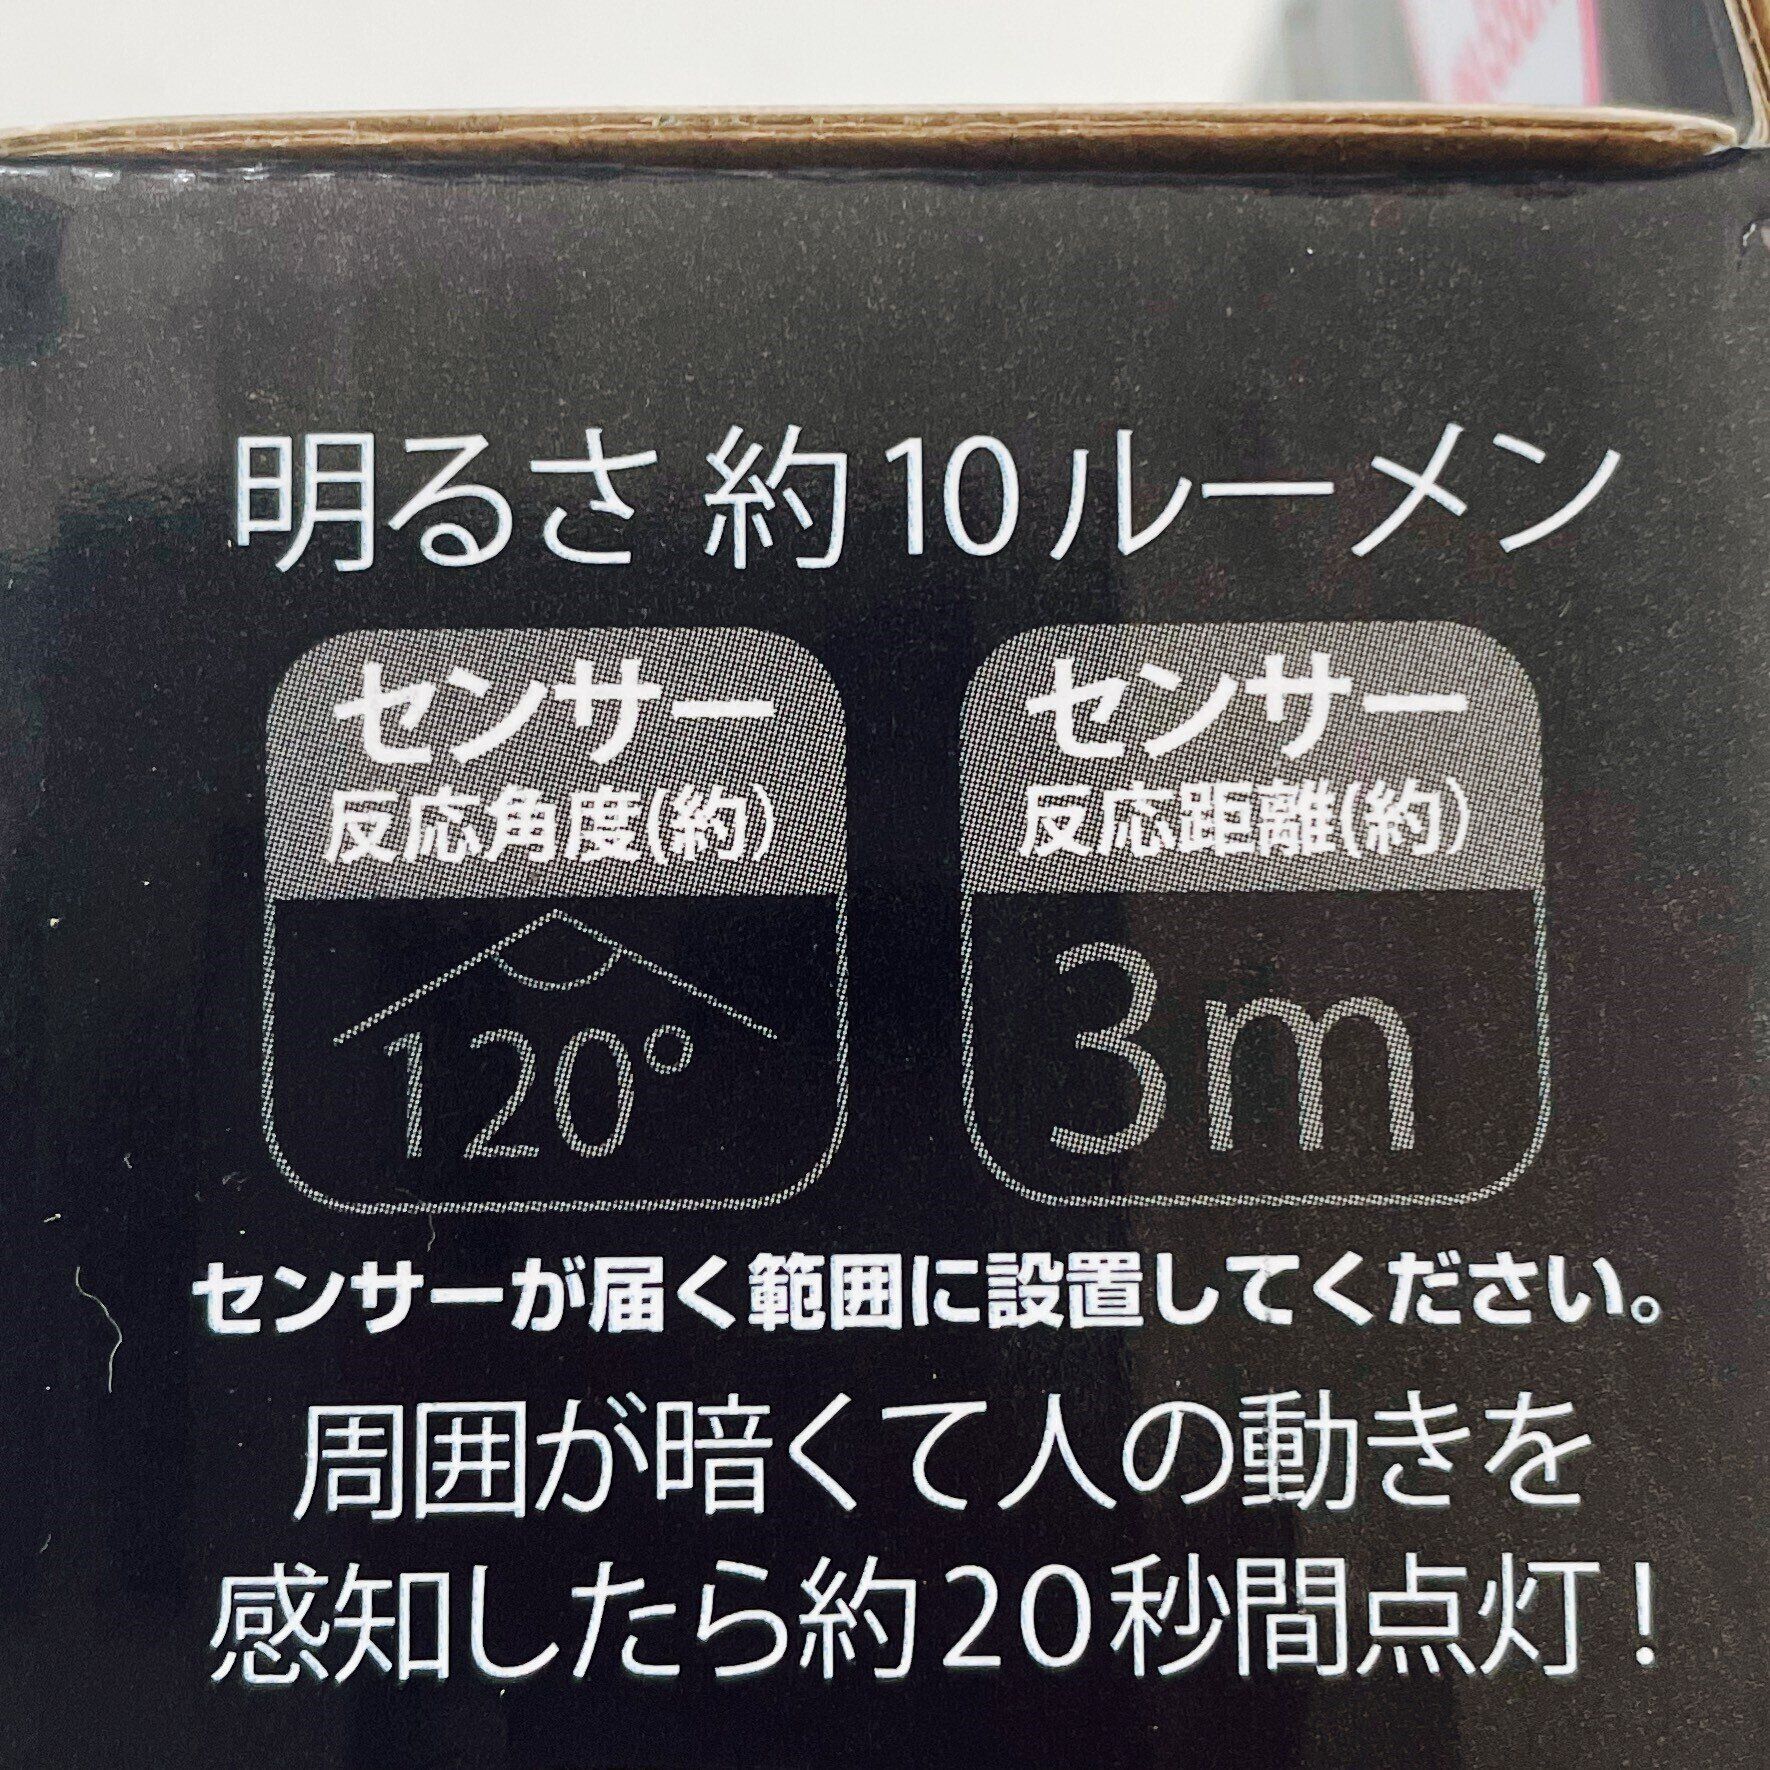 明るさ 約10ルーメン
センサー
反応角度(約)
120°
センサー
反応距離(約)
3m
センサーが届く範囲に設置してください。
周囲が暗くて人の動きを
感知したら約20秒間点灯!